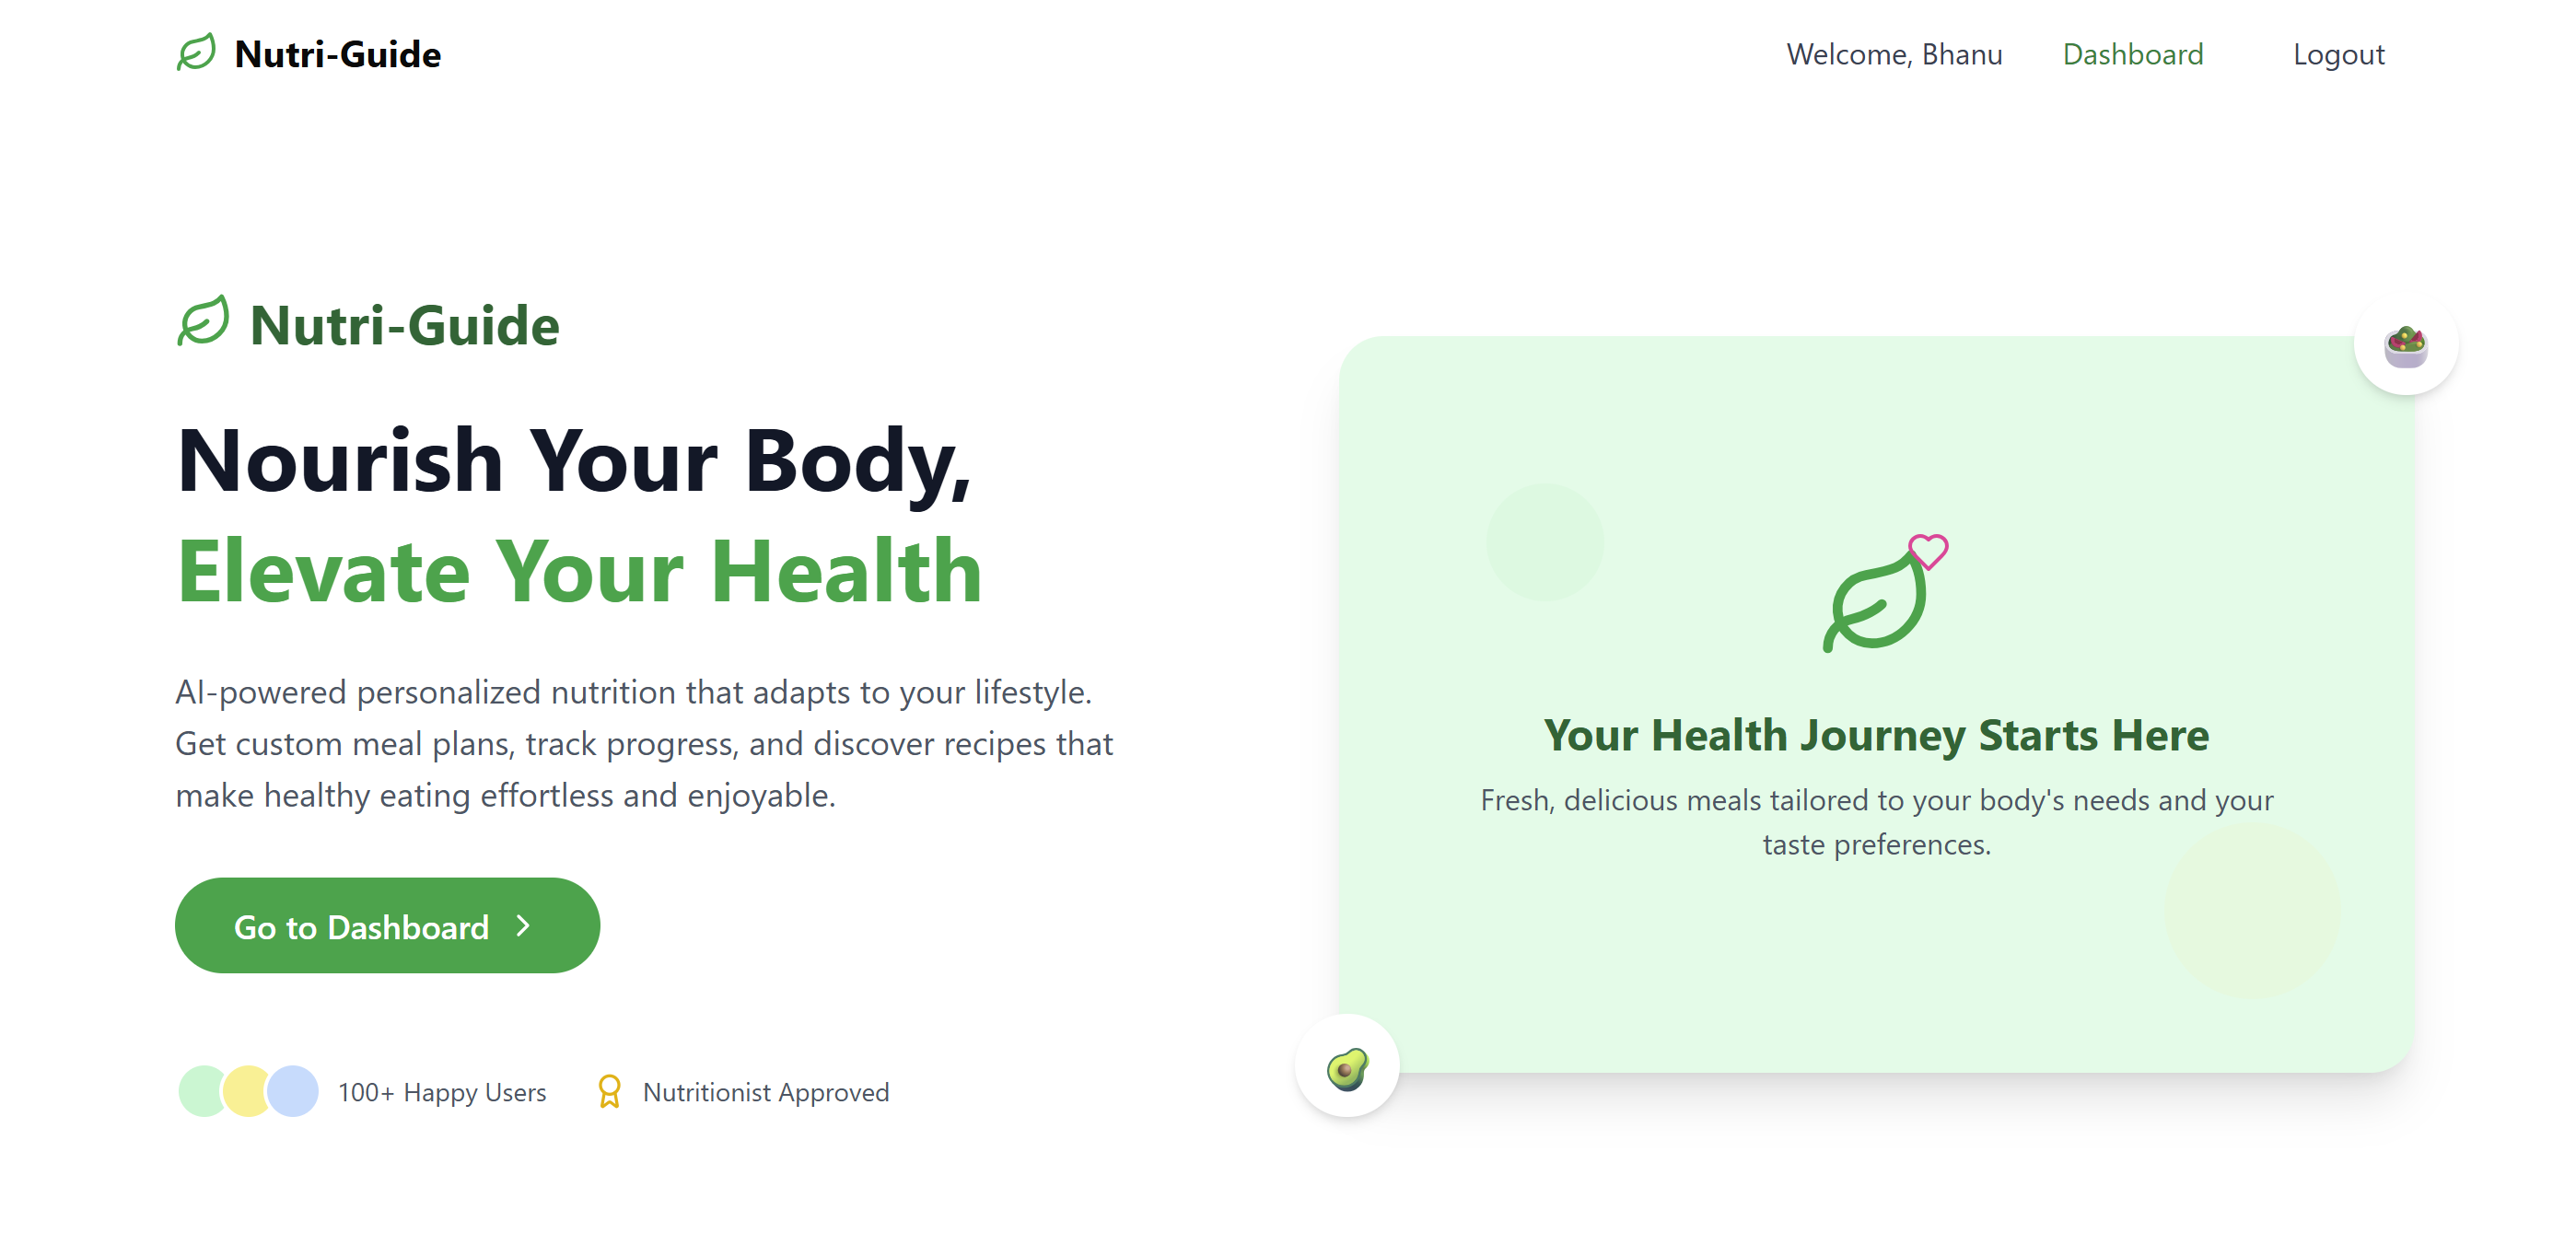 Nutri-Guide
Welcome, Bhanu
Dashboard
Logout
Nutri-Guide
Nourish Your Body,
Elevate Your Health
AI-powered personalized nutrition that adapts to your lifestyle.
Get custom meal plans, track progress, and discover recipes that
make healthy eating effortless and enjoyable.
Go to Dashboard
100+ Happy Users
Nutritionist Approved
Your Health Journey Starts Here
Fresh, delicious meals tailored to your body's needs and your
taste preferences.